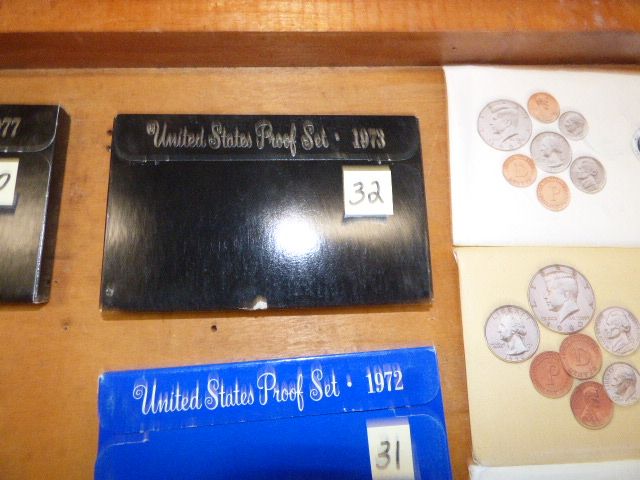 77
United States Proof Set · 1973
32
United States Proof Set · 1972
31